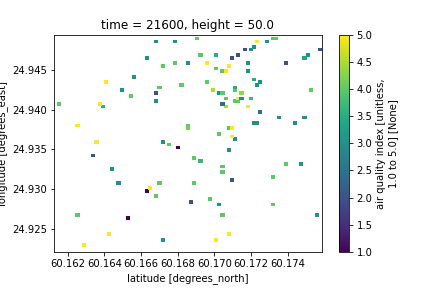 time = 21600, height = 50.0
24.945
24.940
24.935
24.930
24.925
longitude [degrees_east]
60.162 60.164 60.166 60.168 60.170 60.172 60.174
latitude [degrees_north]
5.0
4.5
4.0
3.5
3.0
2.5
2.0
1.5
1.0
air quality index [unitless,
1.0 to 5.0] [None]